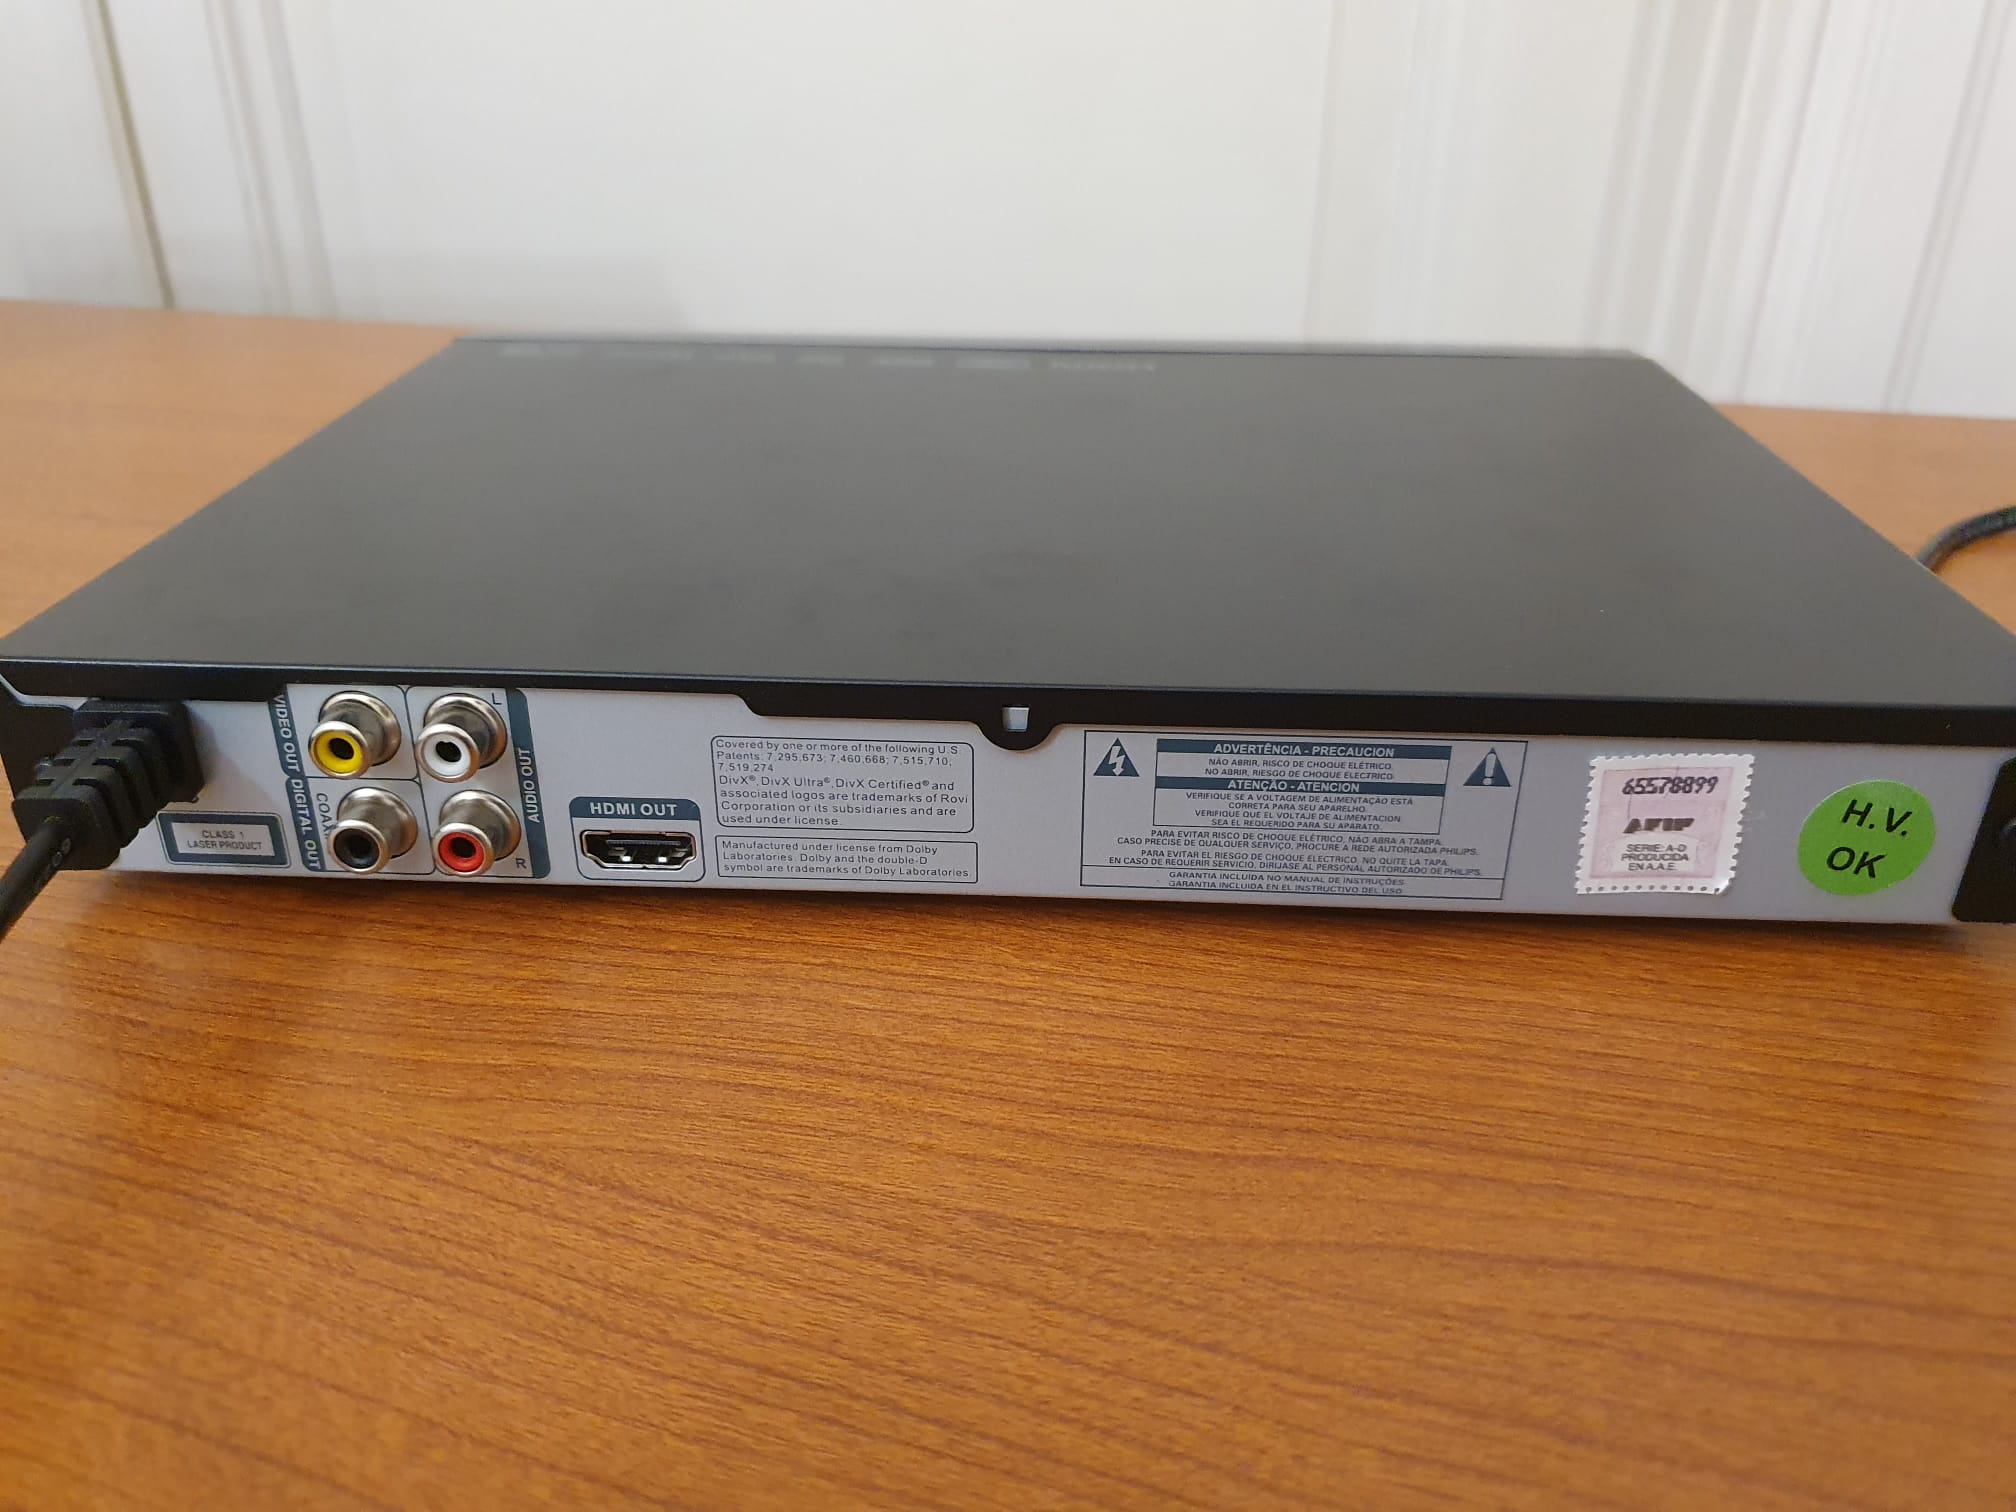 VIDEO OUT
L
AUDIO OUT
COAX
DIGITAL OUT
R
CLASS 1
LASER PRODUCT
HDMI OUT
Covered by one or more of the following U.S.
Patents: 7,295,673; 7,460,668; 7,515,710;
7,519,274
DivX®, DivX Ultra®, DivX Certified® and
associated logos are trademarks of Rovi
Corporation or its subsidiaries and are
used under license.
Manufactured under license from Dolby
Laboratories. Dolby and the double-D
symbol are trademarks of Dolby Laboratories.
ADVERTÊNCIA - PRECAUCION
NÃO ABRIR, RISCO DE CHOQUE ELÉTRICO.
NO ABRIR, RIESGO DE CHOQUE ELECTRICO.
ATENÇÃO - ATENCION
VERIFIQUE SE A VOLTAGEM DE ALIMENTAÇÃO ESTÁ
CORRETA PARA SEU APARELHO.
VERIFIQUE QUE EL VOLTAJE DE ALIMENTACION
SEA EL REQUERIDO PARA SU APARATO.
PARA EVITAR RISCO DE CHOQUE ELÉTRICO, NÃO ABRA A TAMPA.
CASO PRECISE DE QUALQUER SERVIÇO, PROCURE A REDE AUTORIZADA PHILIPS.
PARA EVITAR EL RIESGO DE CHOQUE ELECTRICO, NO QUITE LA TAPA.
EN CASO DE REQUERIR SERVICIO, DIRIJASE AL PERSONAL AUTORIZADO DE PHILIPS.
GARANTIA INCLUIDA NO MANUAL DE INSTRUÇÕES
GARANTIA INCLUIDA EN EL INSTRUCTIVO DEL USO
65578899
AFIP
SERIE: A-D
PRODUCIDA
EN A.A.E.
H.V.
OK